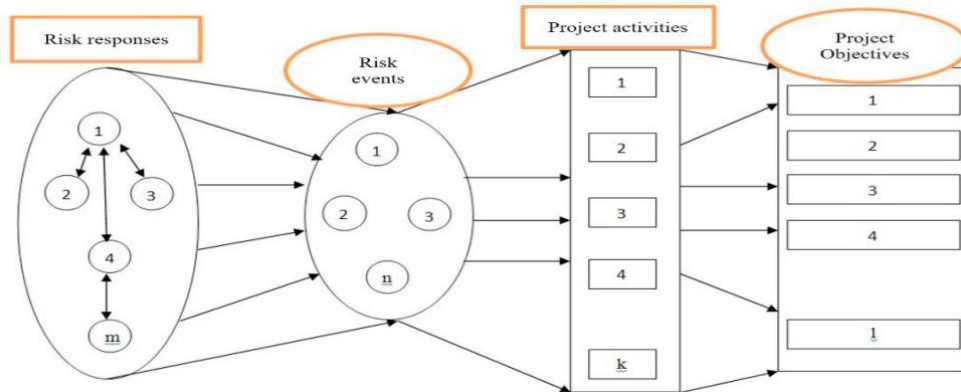 Risk responses
1
2
3
4
m
Risk
events
1
2
3
n
Project activities
1
2
3
4
k
Project
Objectives
1
2
3
4
l